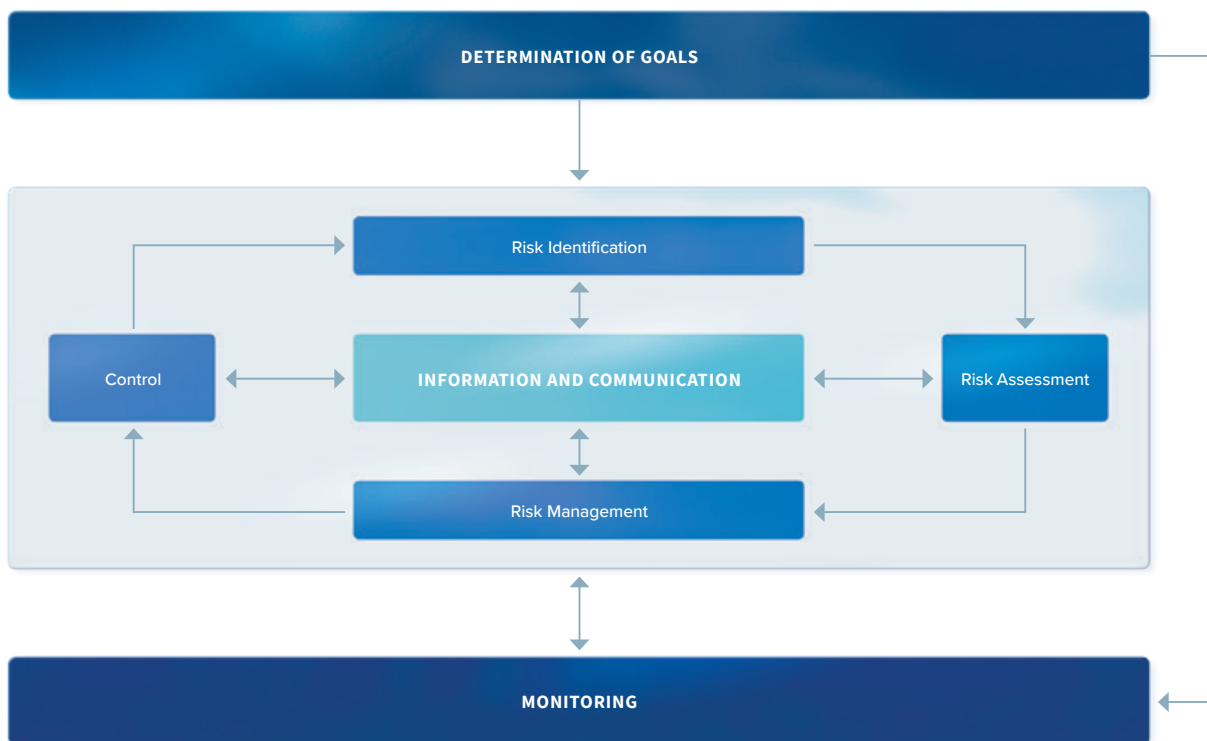 DETERMINATION OF GOALS
Risk Identification
Control
INFORMATION AND COMMUNICATION
Risk Assessment
Risk Management
MONITORING